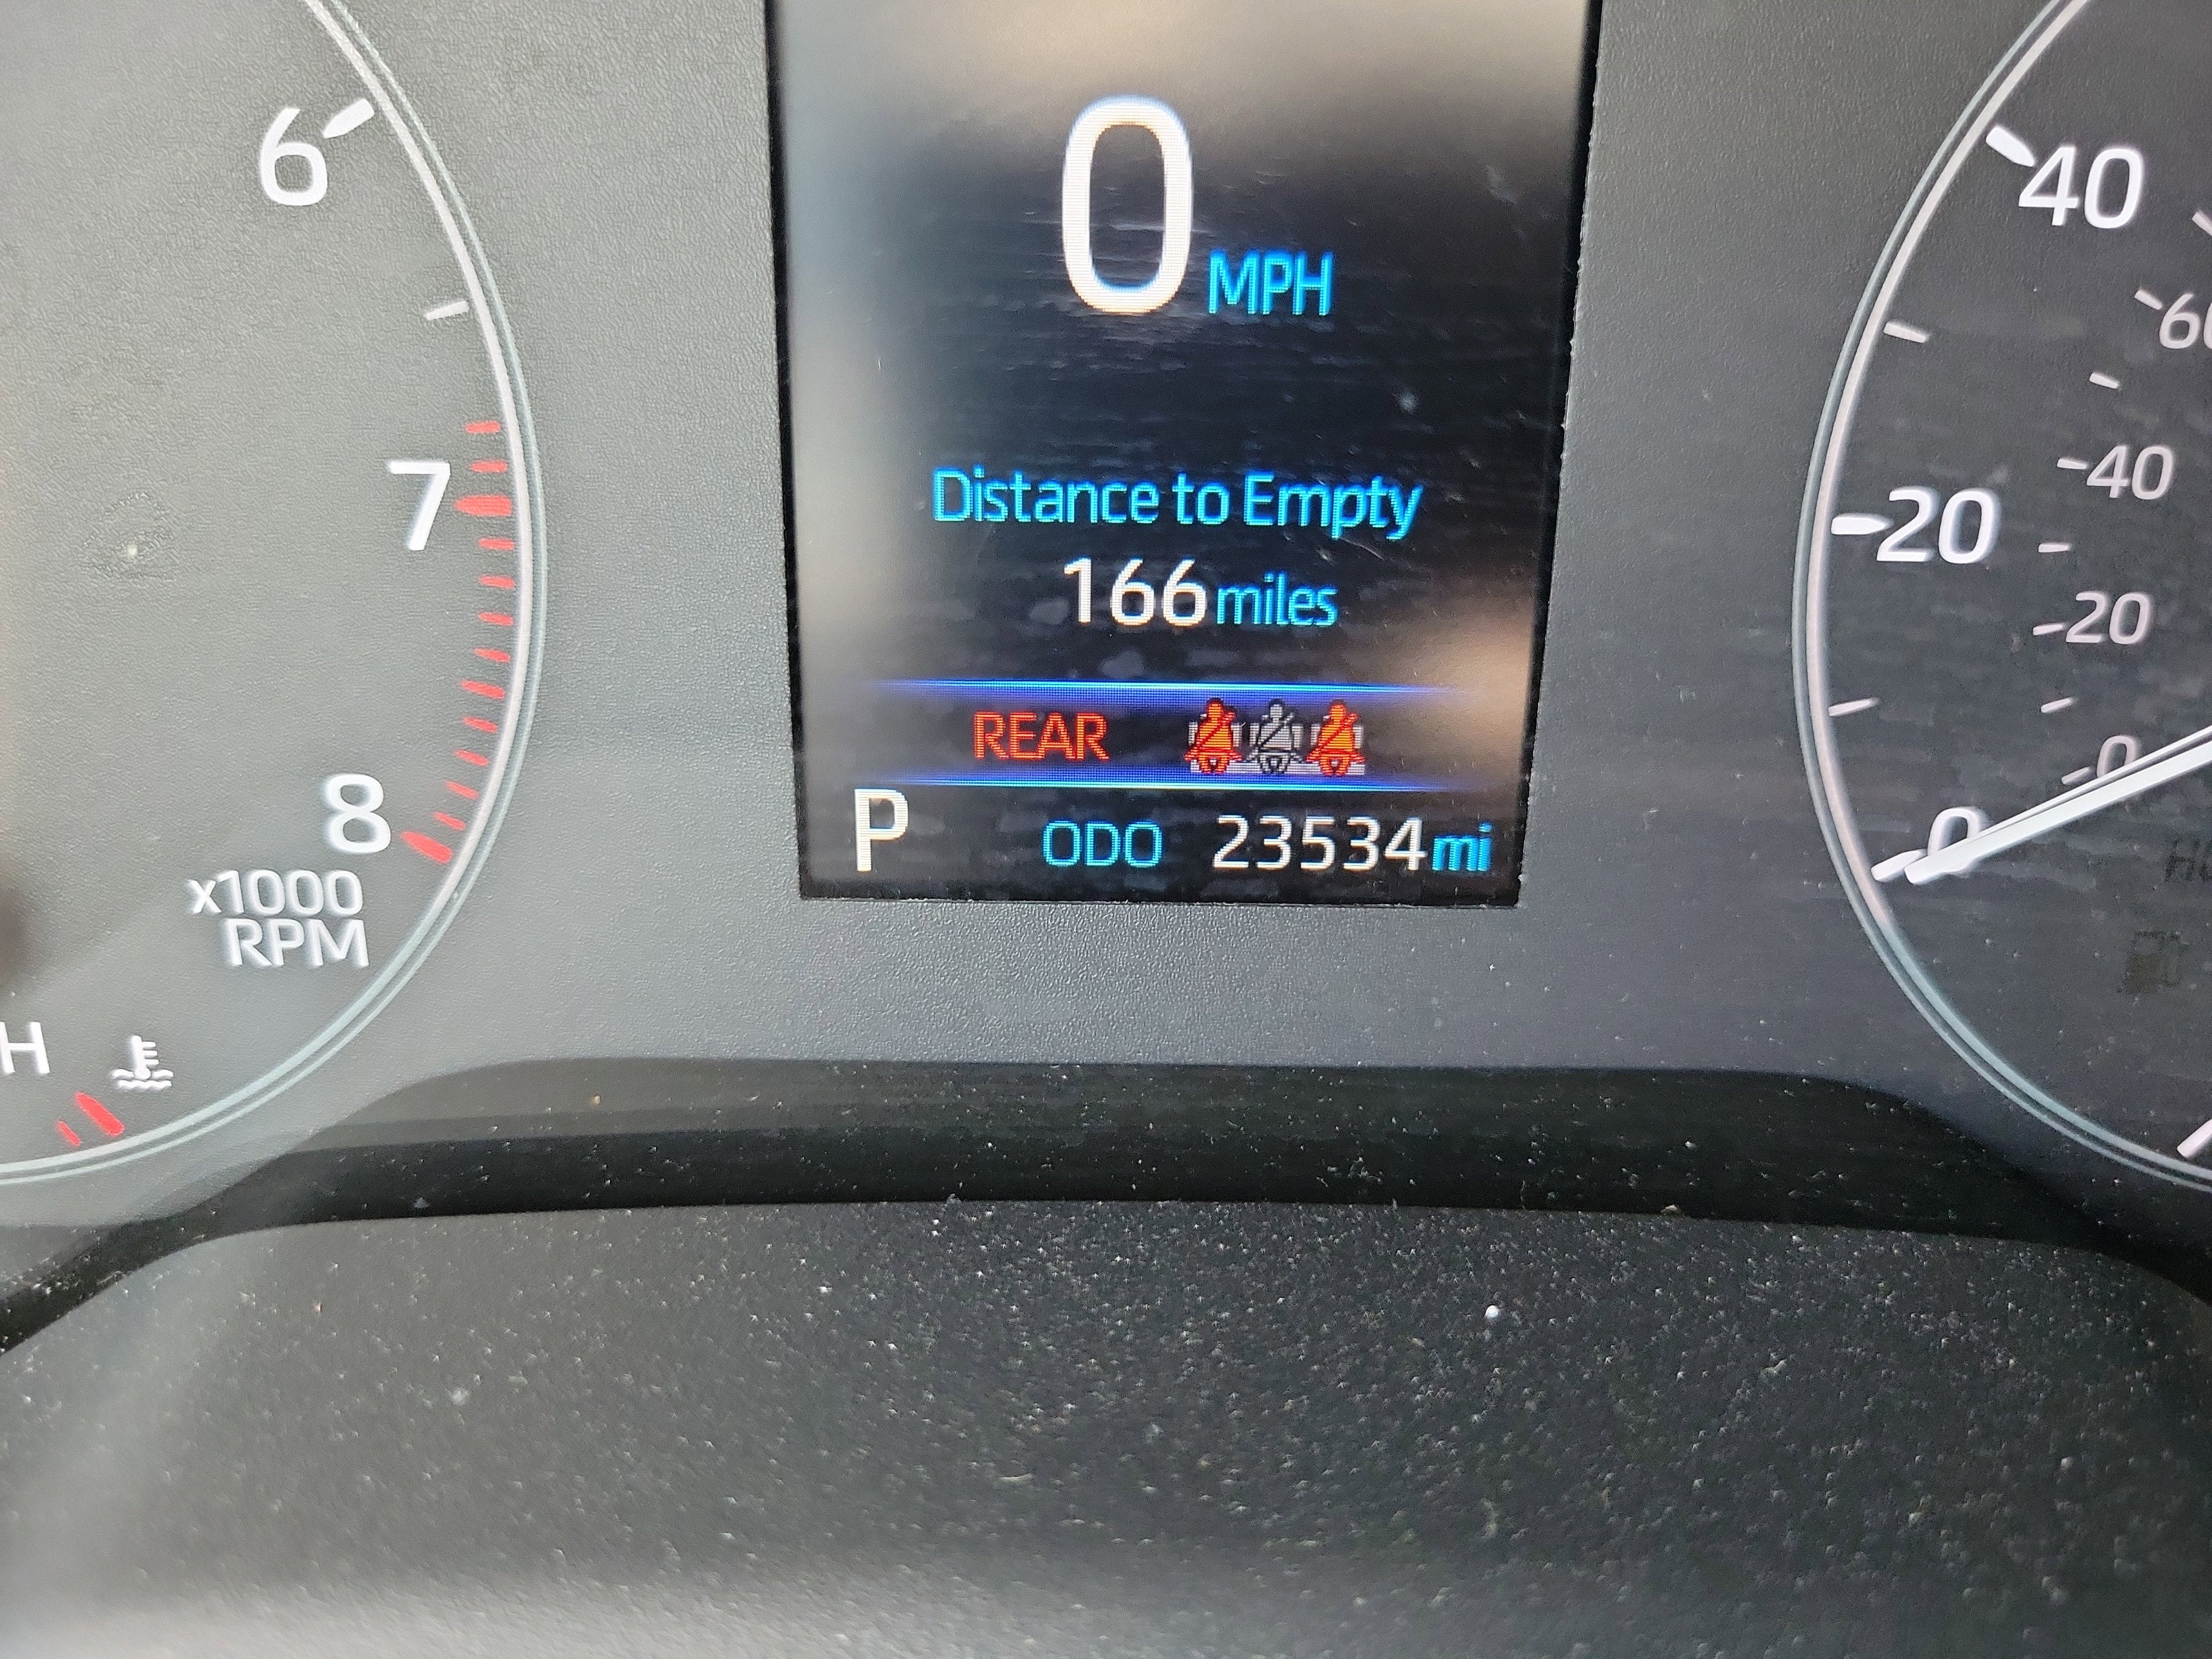 6
7
8
x1000
RPM
H
0 MPH
Distance to Empty
166 miles
REAR
P ODO 23534 mi
40
60
40
20
20
0
0